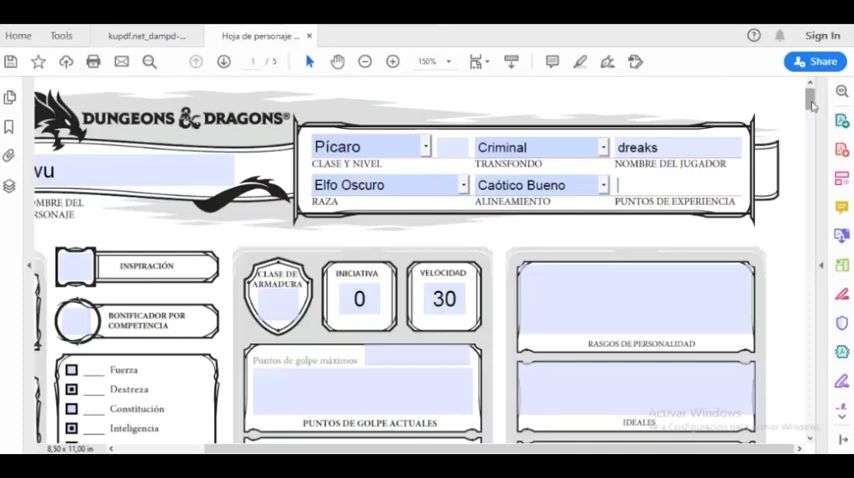 Home Tools kupdf.net_dampd-... Hoja de personaje ... × Sign In
1 / 5 150% Share
DUNGEONS & DRAGONS®
Pícaro Criminal dreaks
CLASE Y NIVEL TRANSFONDO NOMBRE DEL JUGADOR
Elfo Oscuro Caótico Bueno
RAZA ALINEAMIENTO PUNTOS DE EXPERIENCIA
wu
OMBRE DEL
RSONAJE
INSPIRACIÓN
BONIFICADOR POR
COMPETENCIA
CLASE DE
ARMADURA
INICIATIVA
0
VELOCIDAD
30
Puntos de golpe máximos
PUNTOS DE GOLPE ACTUALES
RASGOS DE PERSONALIDAD
IDEALES
Fuerza
Destreza
Constitución
Inteligencia
Activar Windows
8,50 x 11,00 in